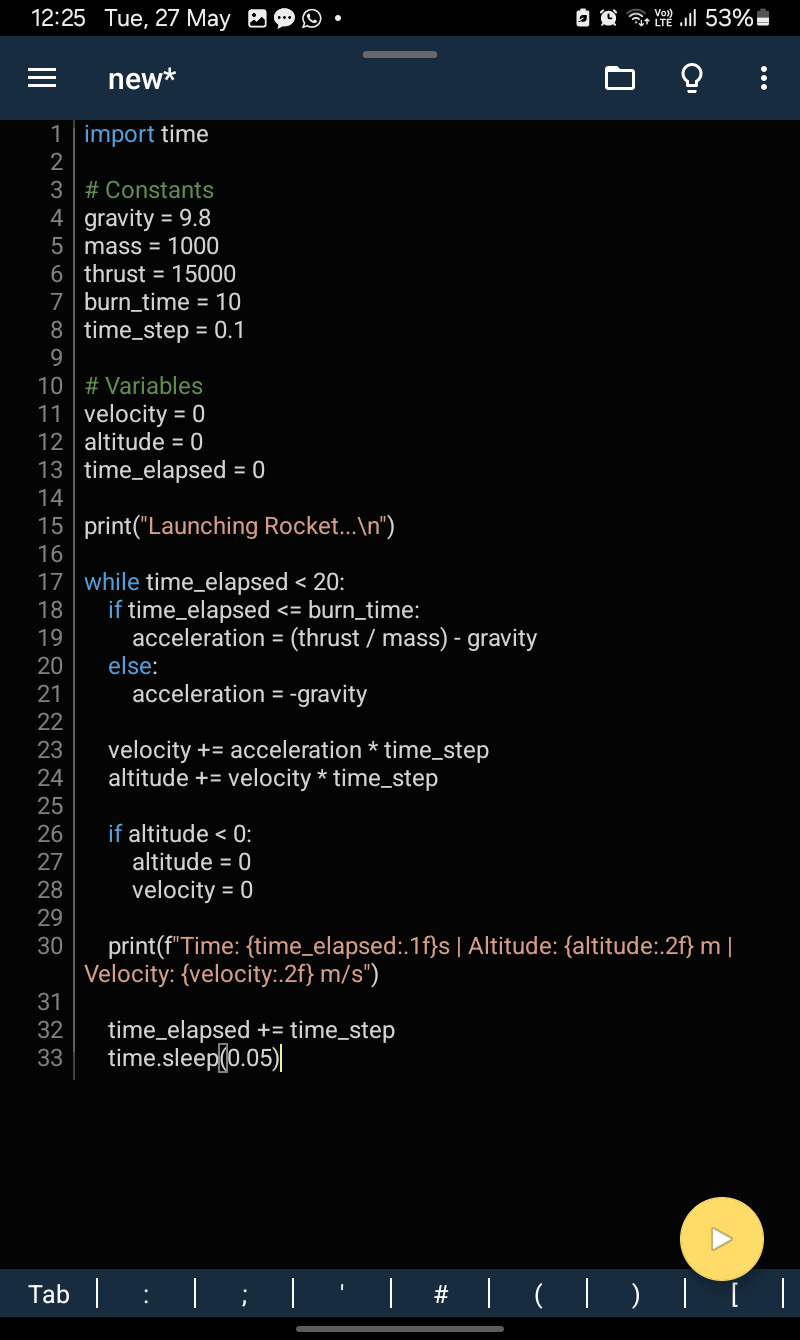 12:25 Tue, 27 May
Vo)) LTE 53%
new*
1 import time
2
3 # Constants
4 gravity = 9.8
5 mass = 1000
6 thrust = 15000
7 burn_time = 10
8 time_step = 0.1
9
10 # Variables
11 velocity = 0
12 altitude = 0
13 time_elapsed = 0
14
15 print("Launching Rocket...\n")
16
17 while time_elapsed < 20:
18     if time_elapsed <= burn_time:
19         acceleration = (thrust / mass) - gravity
20     else:
21         acceleration = -gravity
22
23     velocity += acceleration * time_step
24     altitude += velocity * time_step
25
26     if altitude < 0:
27         altitude = 0
28         velocity = 0
29
30     print(f"Time: {time_elapsed:.1f}s | Altitude: {altitude:.2f} m |
Velocity: {velocity:.2f} m/s")
31
32     time_elapsed += time_step
33     time.sleep(0.05)
Tab | : | ; | ' | # | ( | ) | [ |